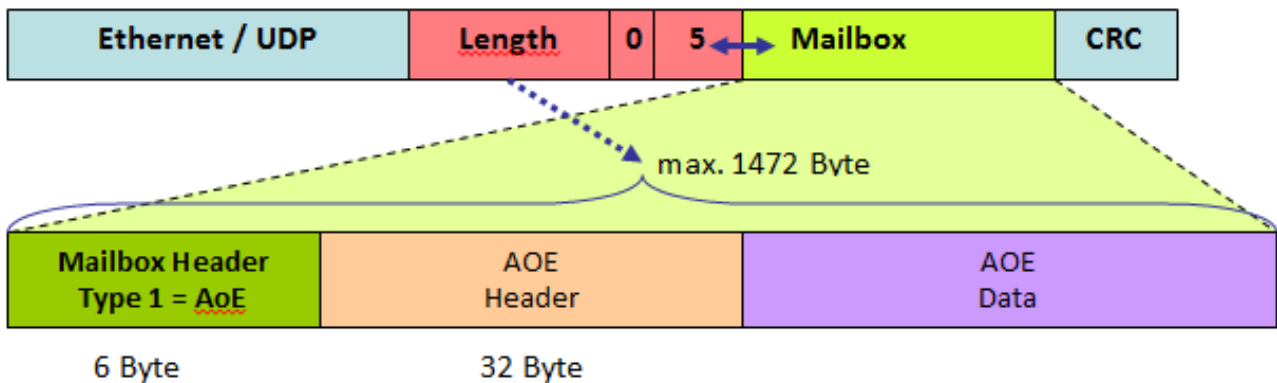 Ethernet / UDP Length 0 5 Mailbox CRC
max. 1472 Byte
Mailbox Header AOE AOE
Type 1 = AoE Header Data
6 Byte 32 Byte